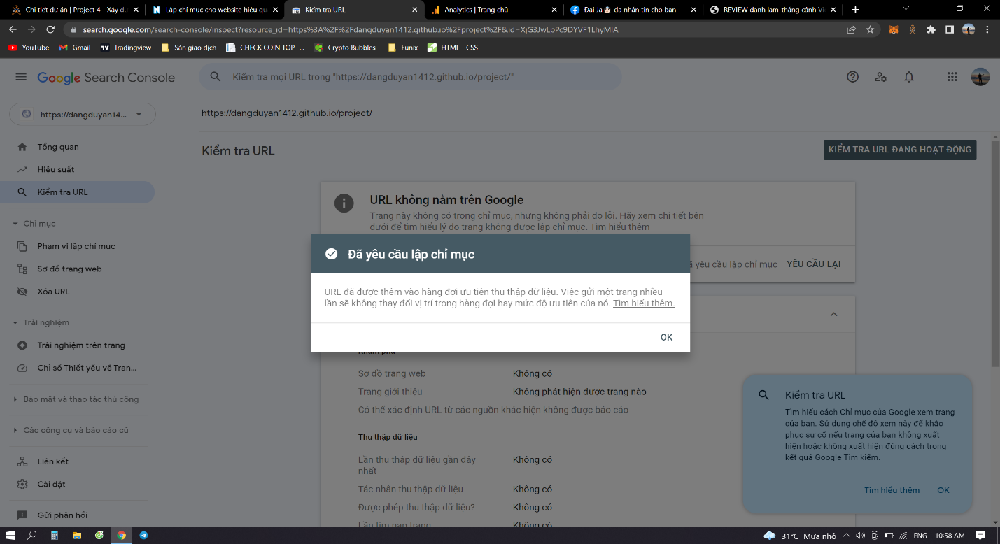 Chi tiết dự án | Project 4 - Xây dụ
Lập chỉ mục cho website hiệu qu
Kiểm tra URL
Analytics | Trang chủ
Đại Ja đã nhắn tin cho bạn
REVIEW danh lam-thắng cảnh Vi
search.google.com/search-console/inspect?resource_id=https%3A%2F%2Fdangduyan1412.github.io%2Fproject%2F&id=XjG3JwLpPc9DYVF1LhyMlA
YouTube
Gmail
Tradingview
Sàn giao dịch
CHECK COIN TOP -...
Crypto Bubbles
Funix
HTML - CSS
Google Search Console
Kiểm tra mọi URL trong "https://dangduyan1412.github.io/project/"
https://dangduyan14...
https://dangduyan1412.github.io/project/
Tổng quan
Hiệu suất
Kiểm tra URL
Chỉ mục
Phạm vi lập chỉ mục
Sơ đồ trang web
Xóa URL
Trải nghiệm
Trải nghiệm trên trang
Chỉ số Thiết yếu về Tran...
Bảo mật và thao tác thủ công
Các công cụ và báo cáo cũ
Liên kết
Cài đặt
Gửi phản hồi
Kiểm tra URL
KIỂM TRA URL ĐANG HOẠT ĐỘNG
URL không nằm trên Google
Trang này không có trong chỉ mục, nhưng không phải do lỗi. Hãy xem chi tiết bên
dưới để tìm hiểu lý do trang không được lập chỉ mục. Tìm hiểu thêm
ã yêu cầu lập chỉ mục
YÊU CẦU LẠI
Đã yêu cầu lập chỉ mục
URL đã được thêm vào hàng đợi ưu tiên thu thập dữ liệu. Việc gửi một trang nhiều
lần sẽ không thay đổi vị trí trong hàng đợi hay mức độ ưu tiên của nó. Tìm hiểu thêm.
OK
Khám phá
Sơ đồ trang web Không có
Trang giới thiệu Không phát hiện được trang nào
Có thể xác định URL từ các nguồn khác hiện không được báo cáo
Thu thập dữ liệu
Lần thu thập dữ liệu gần đây Không có
nhất
Tác nhân thu thập dữ liệu Không có
Được phép thu thập dữ liệu? Không có
Lần tìm nạp trang Không có
Kiểm tra URL
Tìm hiểu cách Chỉ mục của Google xem trang
của bạn. Sử dụng chế độ xem này để khắc
phục sự cố nếu trang của bạn không xuất
hiện hoặc không xuất hiện đúng cách trong
kết quả Google Tìm kiếm.
Tìm hiểu thêm
OK
31°C Mưa nhỏ
ENG
10:58 AM